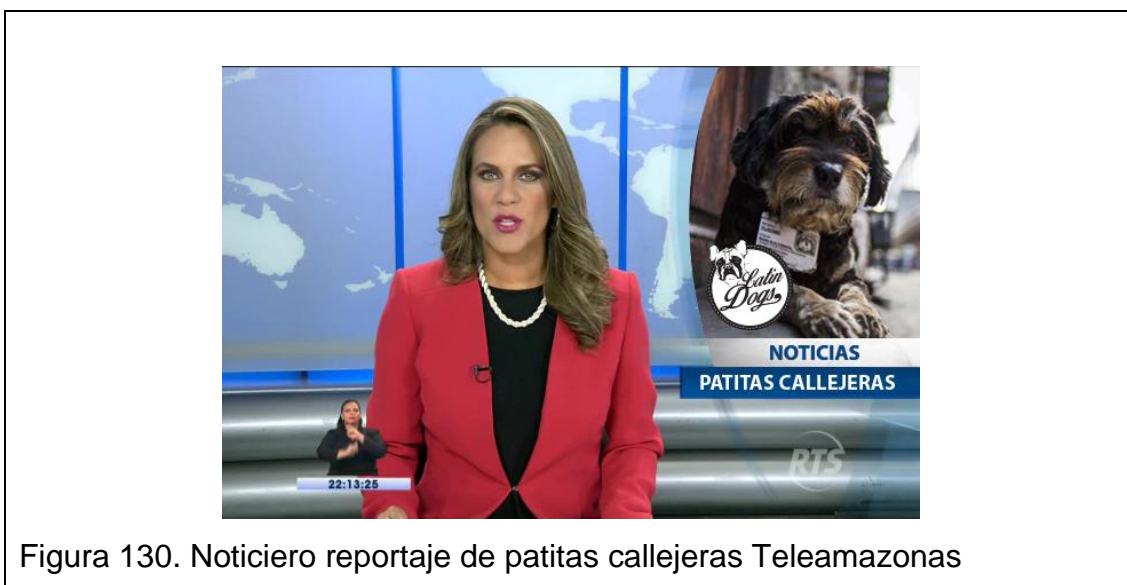 Latin
Dogs
NOTICIAS
PATITAS CALLEJERAS
RTS
22:13:25
Figura 130. Noticiero reportaje de patitas callejeras Teleamazonas